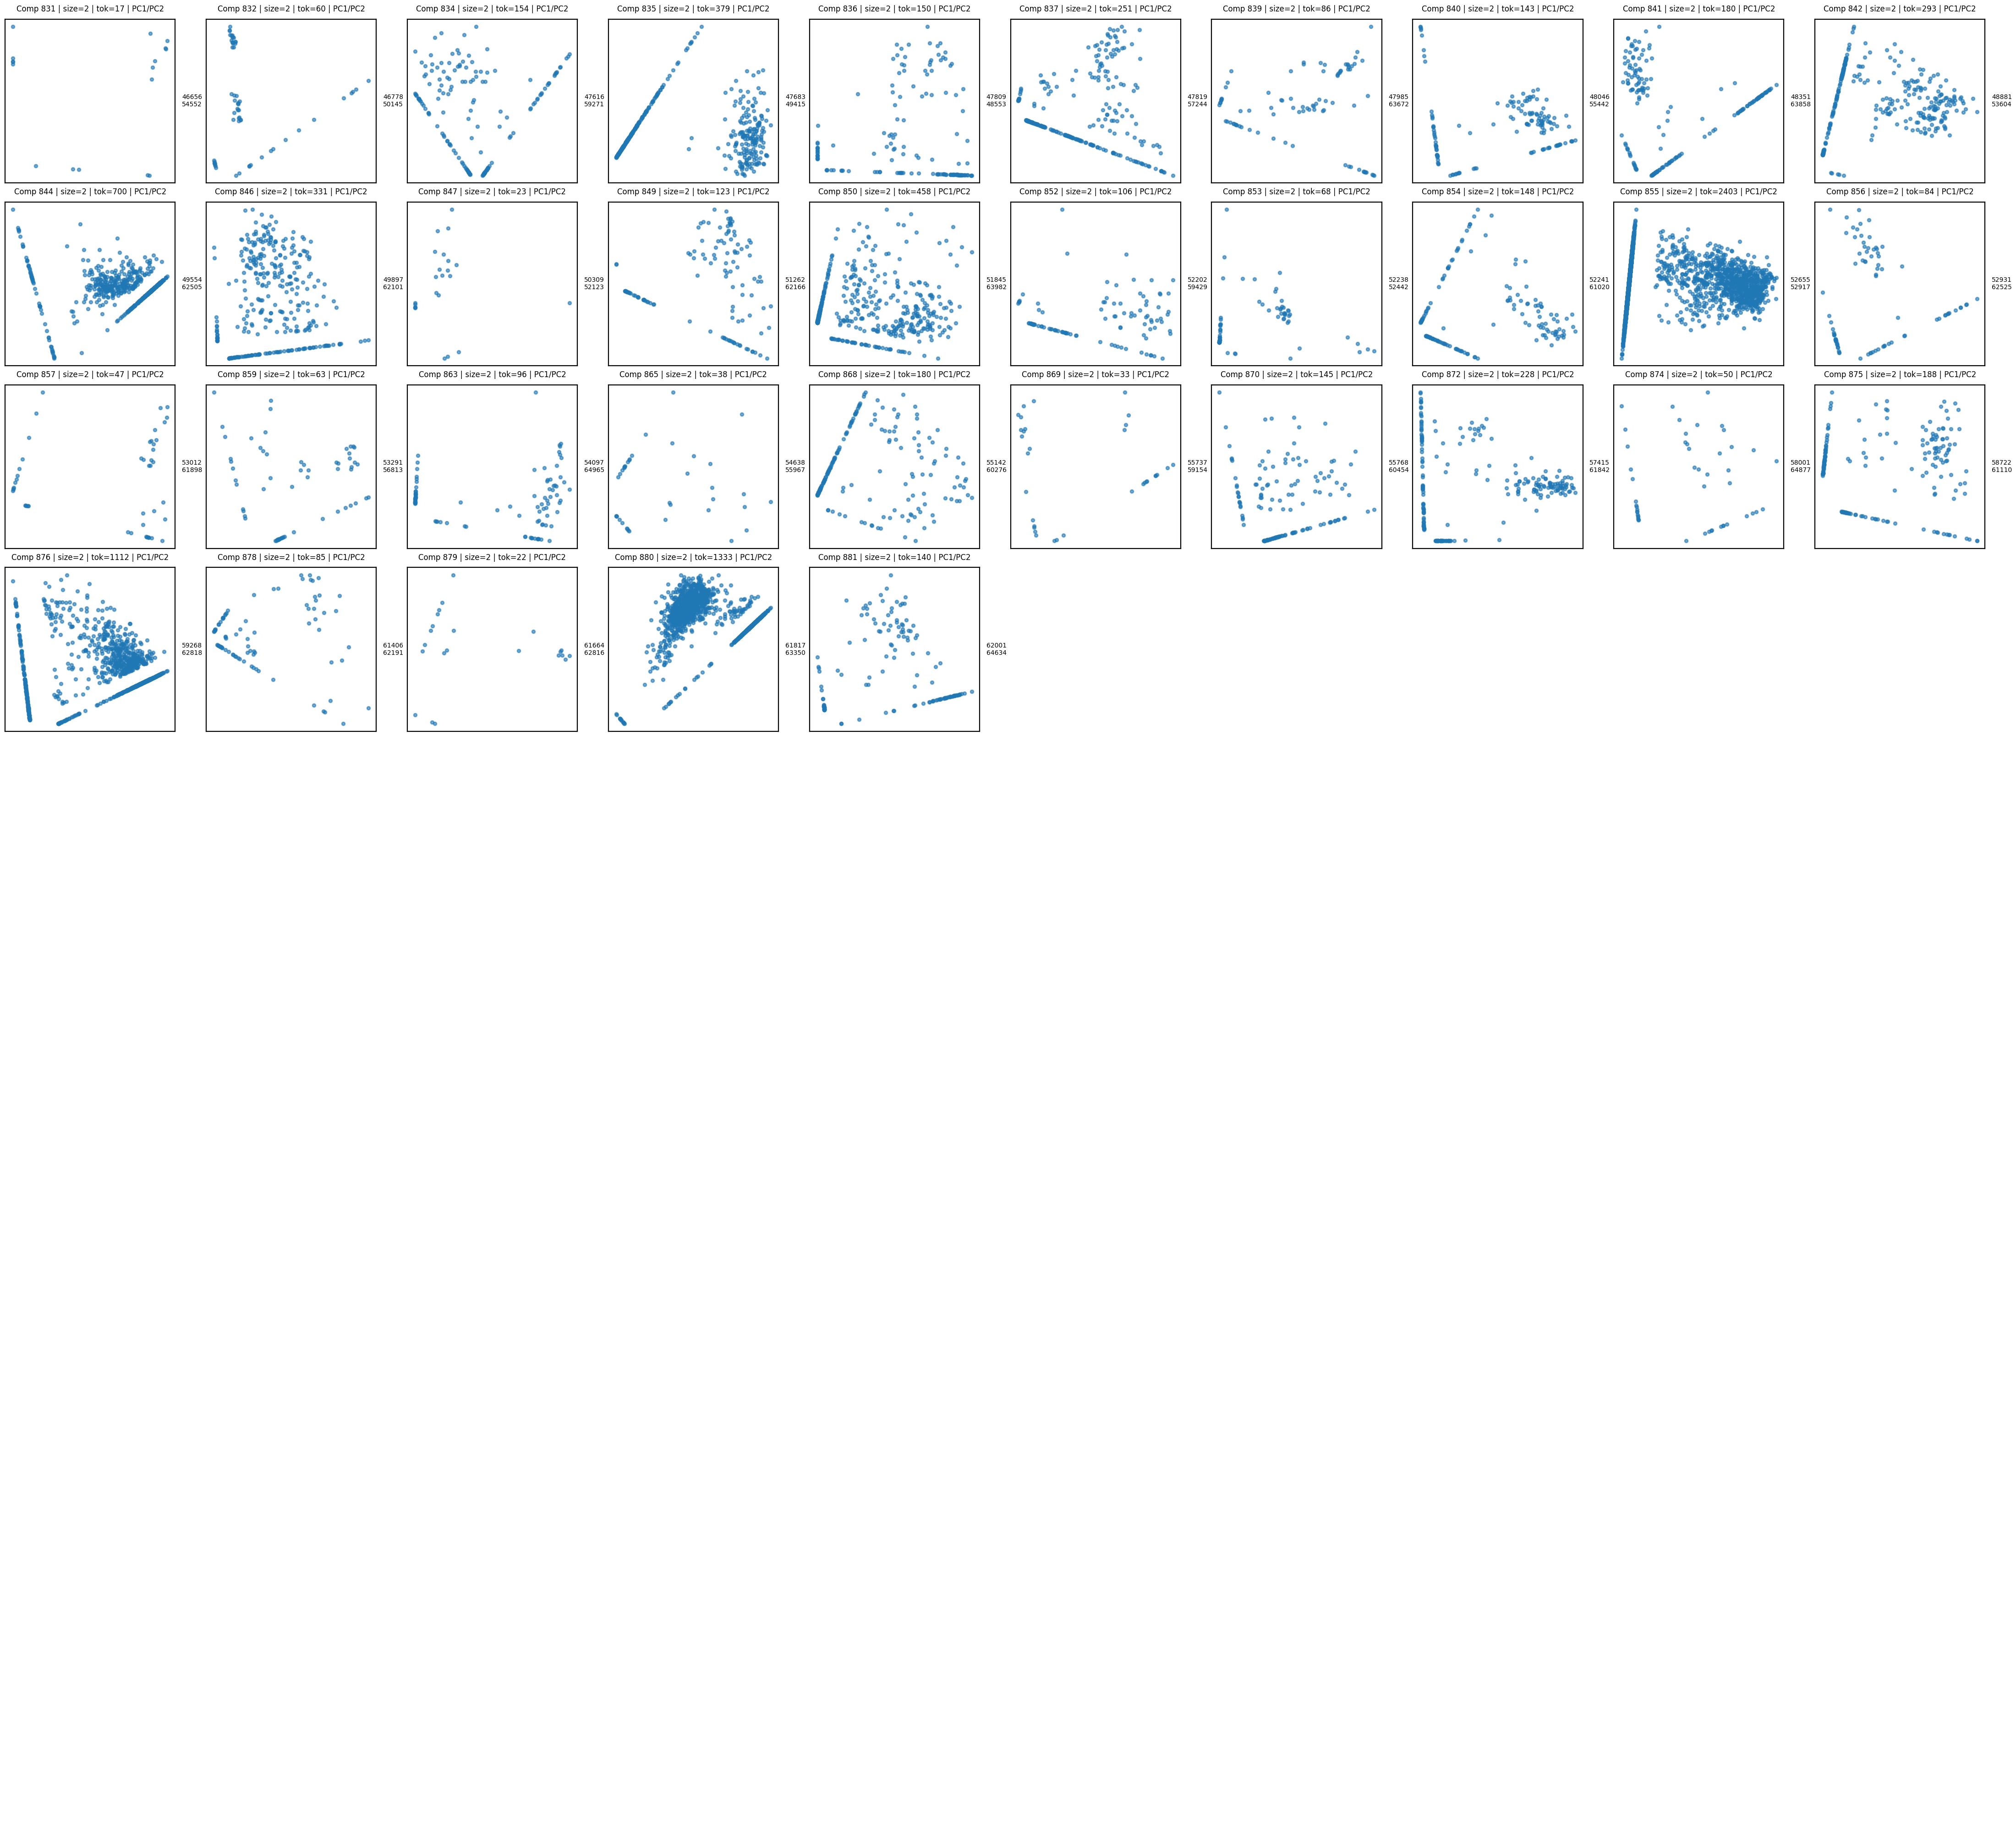 Comp 831 | size=2 | tok=17 | PC1/PC2
Comp 832 | size=2 | tok=60 | PC1/PC2
Comp 834 | size=2 | tok=154 | PC1/PC2
Comp 835 | size=2 | tok=379 | PC1/PC2
Comp 836 | size=2 | tok=150 | PC1/PC2
Comp 837 | size=2 | tok=251 | PC1/PC2
Comp 839 | size=2 | tok=86 | PC1/PC2
Comp 840 | size=2 | tok=143 | PC1/PC2
Comp 841 | size=2 | tok=180 | PC1/PC2
Comp 842 | size=2 | tok=293 | PC1/PC2
46656
54552
46778
50145
47616
59271
47683
49415
47809
48553
47819
57244
47985
63672
48046
55442
48351
63858
48881
53604
Comp 844 | size=2 | tok=700 | PC1/PC2
Comp 846 | size=2 | tok=331 | PC1/PC2
Comp 847 | size=2 | tok=23 | PC1/PC2
Comp 849 | size=2 | tok=123 | PC1/PC2
Comp 850 | size=2 | tok=458 | PC1/PC2
Comp 852 | size=2 | tok=106 | PC1/PC2
Comp 853 | size=2 | tok=68 | PC1/PC2
Comp 854 | size=2 | tok=148 | PC1/PC2
Comp 855 | size=2 | tok=2403 | PC1/PC2
Comp 856 | size=2 | tok=84 | PC1/PC2
49554
62505
49897
62101
50309
52123
51262
62166
51845
63982
52202
59429
52238
52442
52241
61020
52655
52917
52931
62525
Comp 857 | size=2 | tok=47 | PC1/PC2
Comp 859 | size=2 | tok=63 | PC1/PC2
Comp 863 | size=2 | tok=96 | PC1/PC2
Comp 865 | size=2 | tok=38 | PC1/PC2
Comp 868 | size=2 | tok=180 | PC1/PC2
Comp 869 | size=2 | tok=33 | PC1/PC2
Comp 870 | size=2 | tok=145 | PC1/PC2
Comp 872 | size=2 | tok=228 | PC1/PC2
Comp 874 | size=2 | tok=50 | PC1/PC2
Comp 875 | size=2 | tok=188 | PC1/PC2
53012
61898
53291
56813
54097
64965
54638
55967
55142
60276
55737
59154
55768
60454
57415
61842
58001
64877
58722
61110
Comp 876 | size=2 | tok=1112 | PC1/PC2
Comp 878 | size=2 | tok=85 | PC1/PC2
Comp 879 | size=2 | tok=22 | PC1/PC2
Comp 880 | size=2 | tok=1333 | PC1/PC2
Comp 881 | size=2 | tok=140 | PC1/PC2
59268
62818
61406
62191
61664
62816
61817
63350
62001
64634